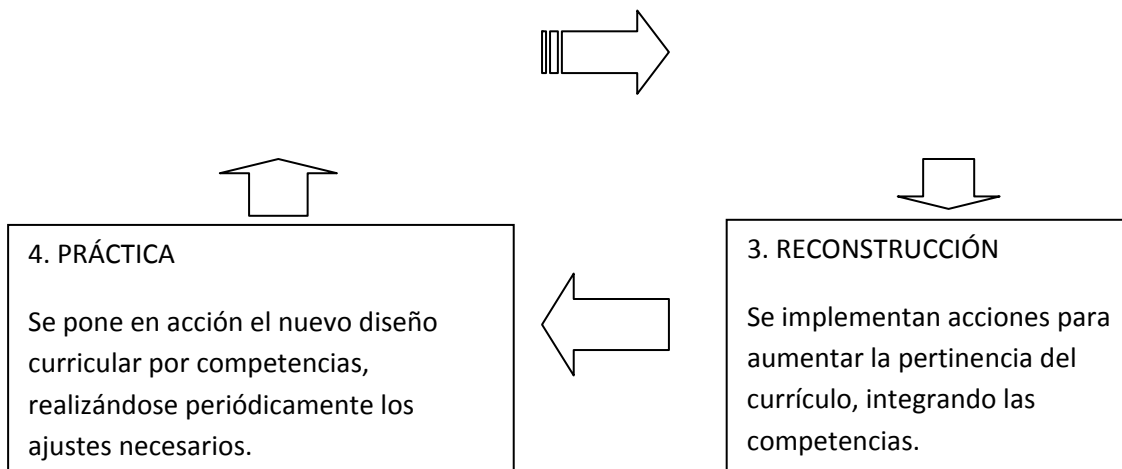 4. PRÁCTICA
Se pone en acción el nuevo diseño
curricular por competencias,
realizándose periódicamente los
ajustes necesarios.
3. RECONSTRUCCIÓN
Se implementan acciones para
aumentar la pertinencia del
currículo, integrando las
competencias.